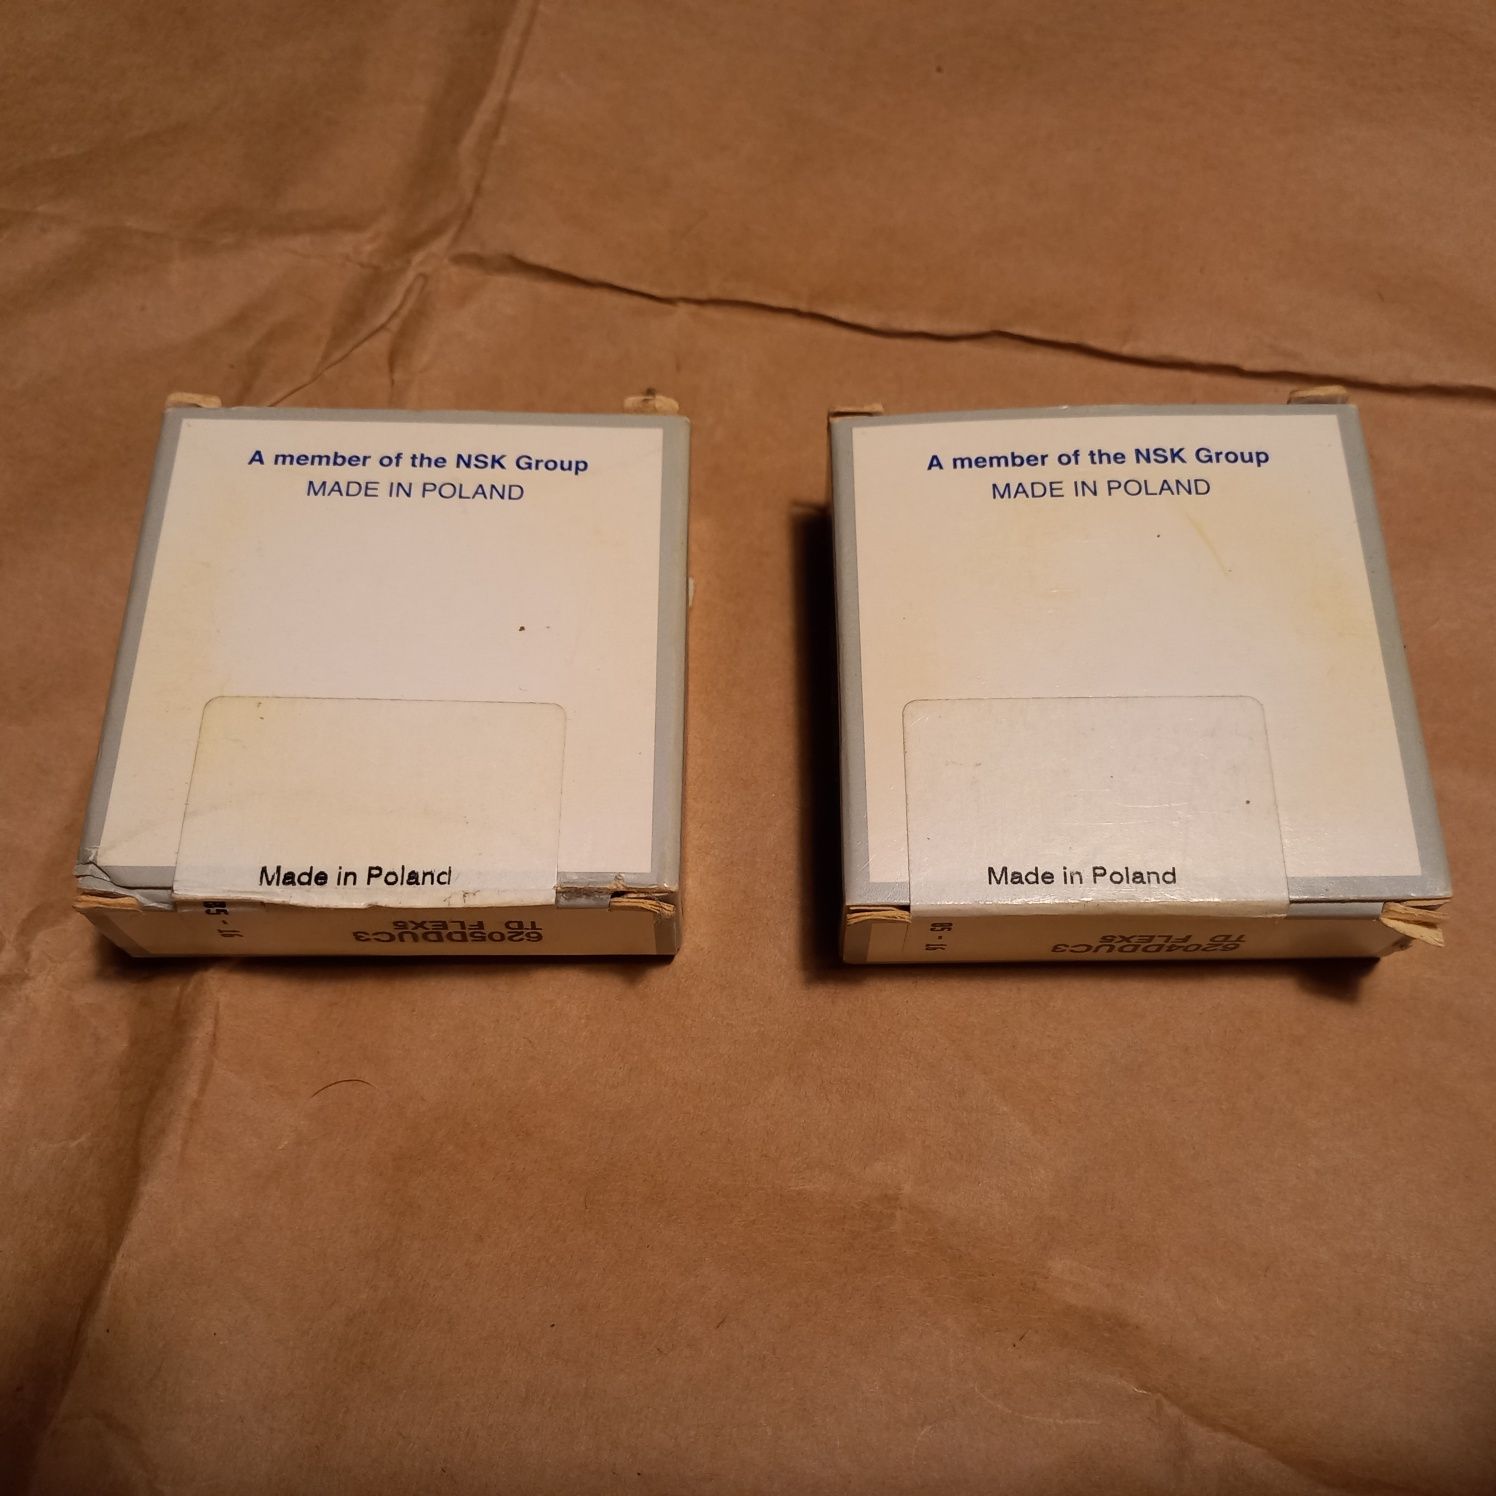 A member of the NSK Group
MADE IN POLAND
Made in Poland
6205DDUC3
TD FLEX6
A member of the NSK Group
MADE IN POLAND
Made in Poland
6204DDUC3
TD FLEX6